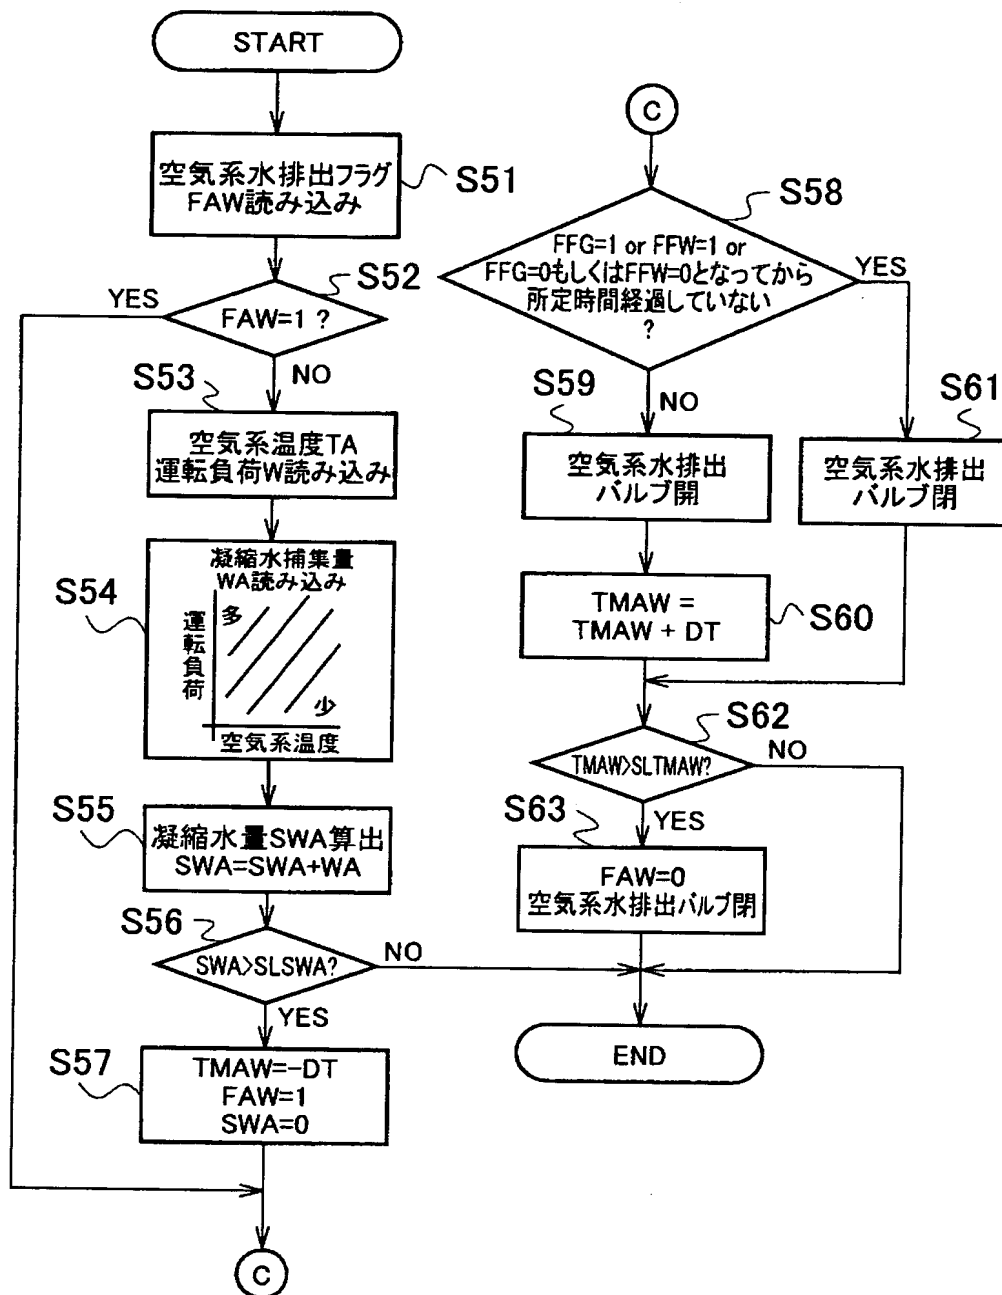 START
空気系水排出フラグ
FAW読み込み
S51
S52
YES
FAW=1 ?
NO
S53
空気系温度TA
運転負荷W読み込み
S54
凝縮水捕集量
WA読み込み
運転負荷
多
少
空気系温度
S55
凝縮水量SWA算出
SWA=SWA+WA
S56
SWA>SLSWA?
NO
YES
S57
TMAW=-DT
FAW=1
SWA=0
C
C
S58
FFG=1 or FFW=1 or
FFG=0もしくはFFW=0となってから
所定時間経過していない
?
YES
NO
S59
空気系水排出
バルブ開
S61
空気系水排出
バルブ閉
TMAW =
TMAW + DT
S60
S62
TMAW>SLTMAW?
NO
YES
S63
FAW=0
空気系水排出バルブ閉
END